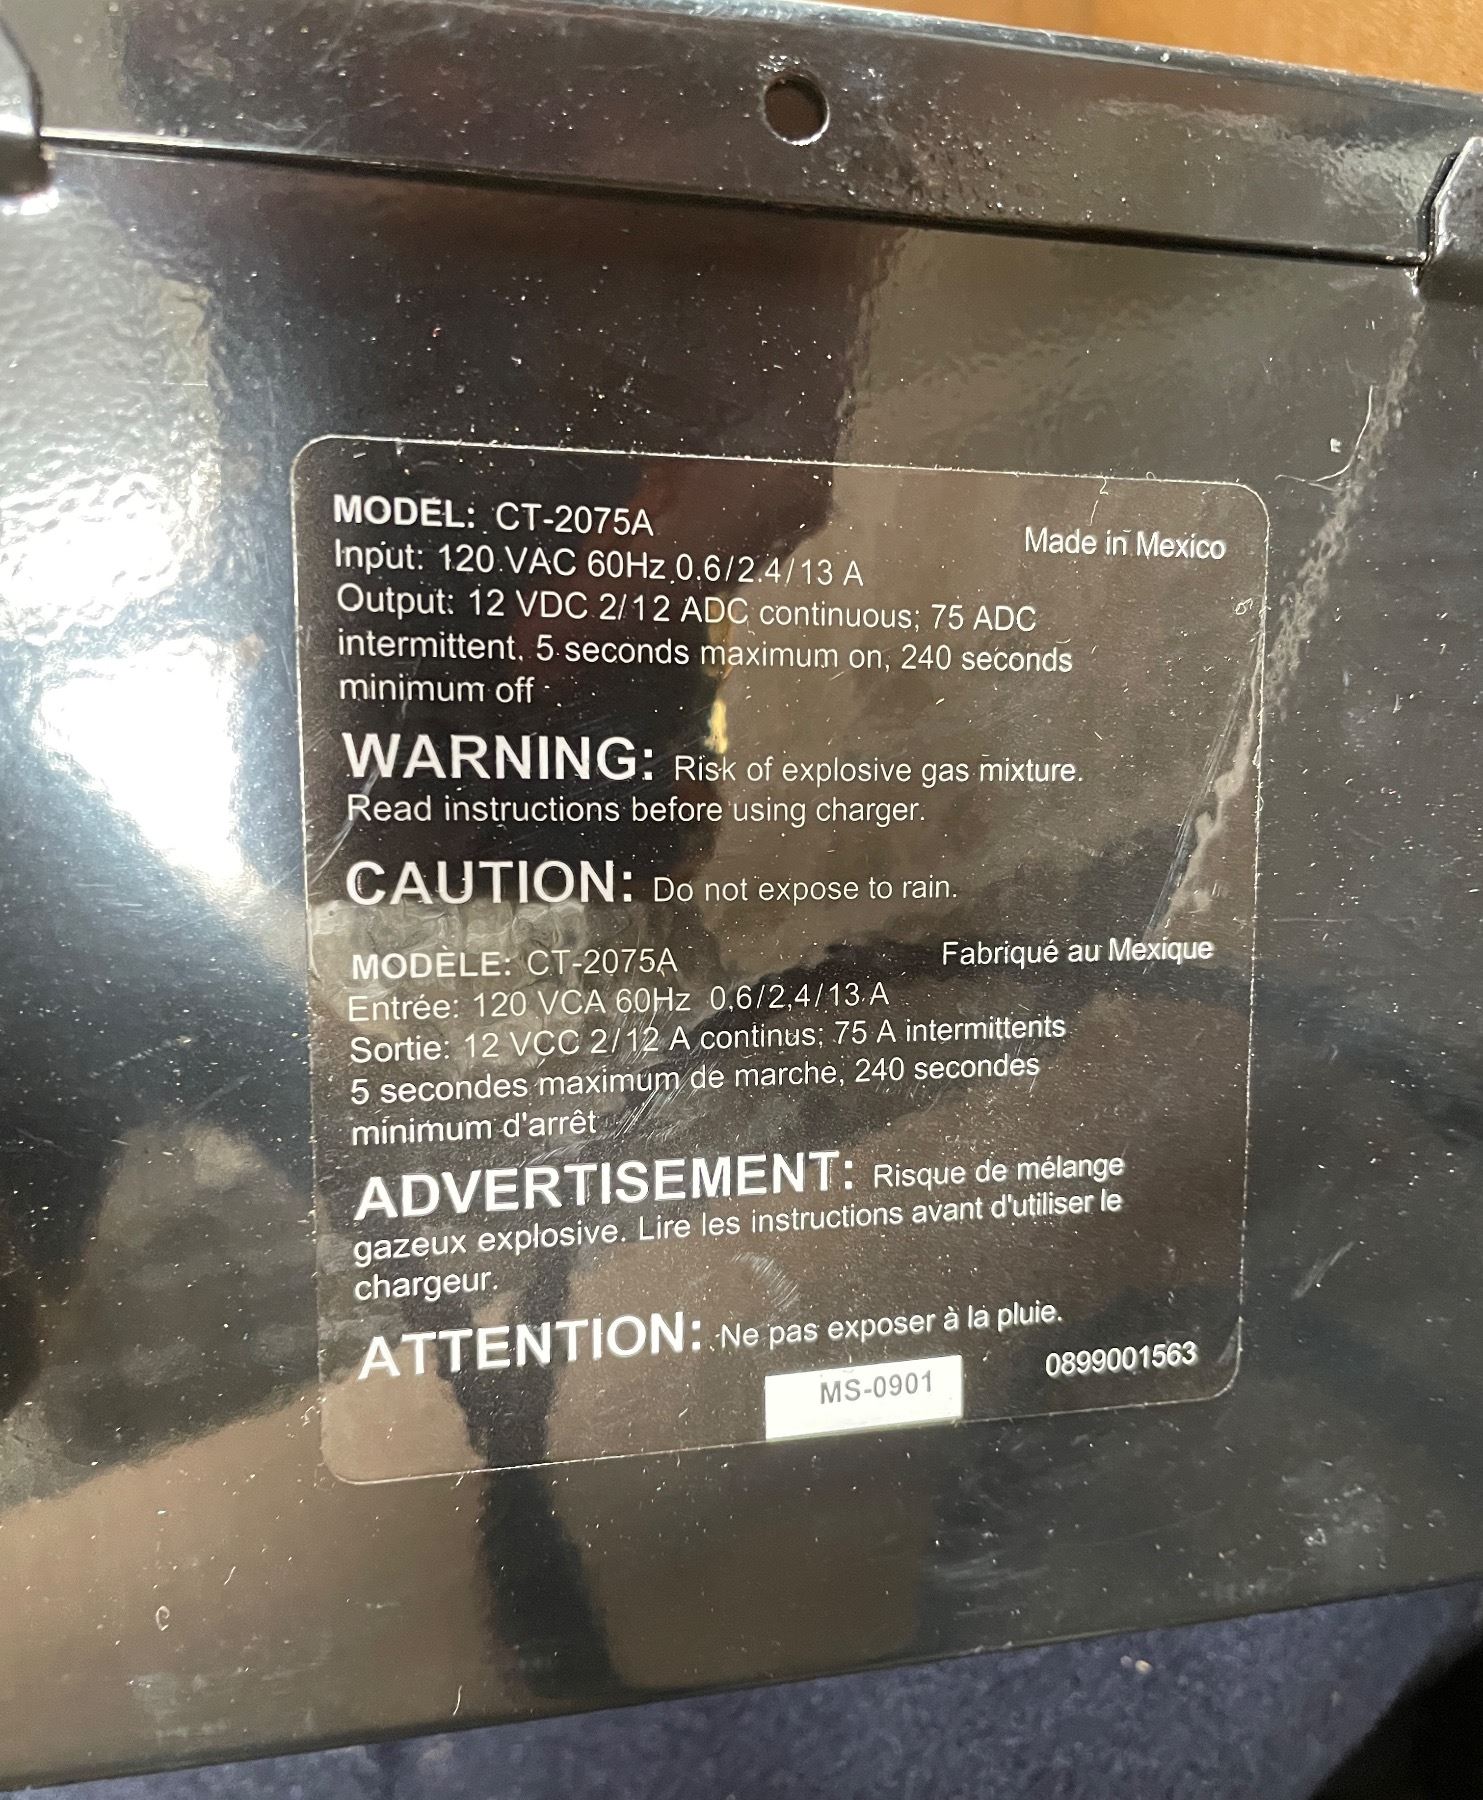 MODEL: CT-2075A
Made in Mexico
Input: 120 VAC 60Hz 0.6/2.4/13 A
Output: 12 VDC 2/12 ADC continuous; 75 ADC
intermittent, 5 seconds maximum on, 240 seconds
minimum off
WARNING: Risk of explosive gas mixture.
Read instructions before using charger.
CAUTION: Do not expose to rain.
MODÈLE: CT-2075A
Fabriqué au Mexique
Entrée: 120 VCA 60Hz 0,6/2,4/13 A
Sortie: 12 VCC 2/12 A continus; 75 A intermittents
5 secondes maximum de marche, 240 secondes
minimum d'arrêt
ADVERTISEMENT: Risque de mélange
gazeux explosive. Lire les instructions avant d'utiliser le
chargeur.
ATTENTION: Ne pas exposer à la pluie.
MS-0901
0899001563